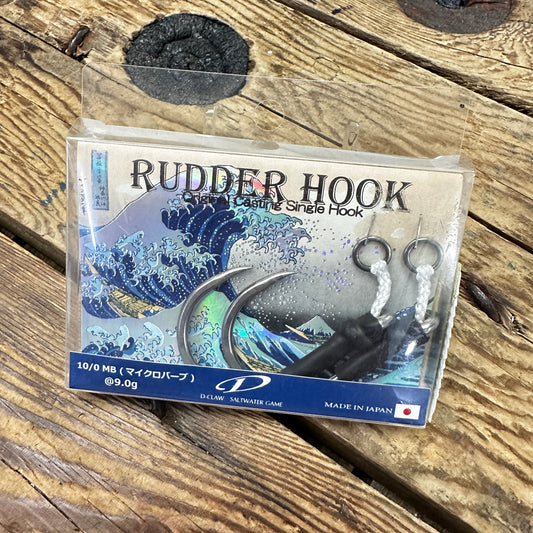 RUDDER HOOK
Original Casting Single Hook
10/0 MB ( マイクロバーブ )
@9.0g
D
D-CLAW SALTWATER GAME
MADE IN JAPAN